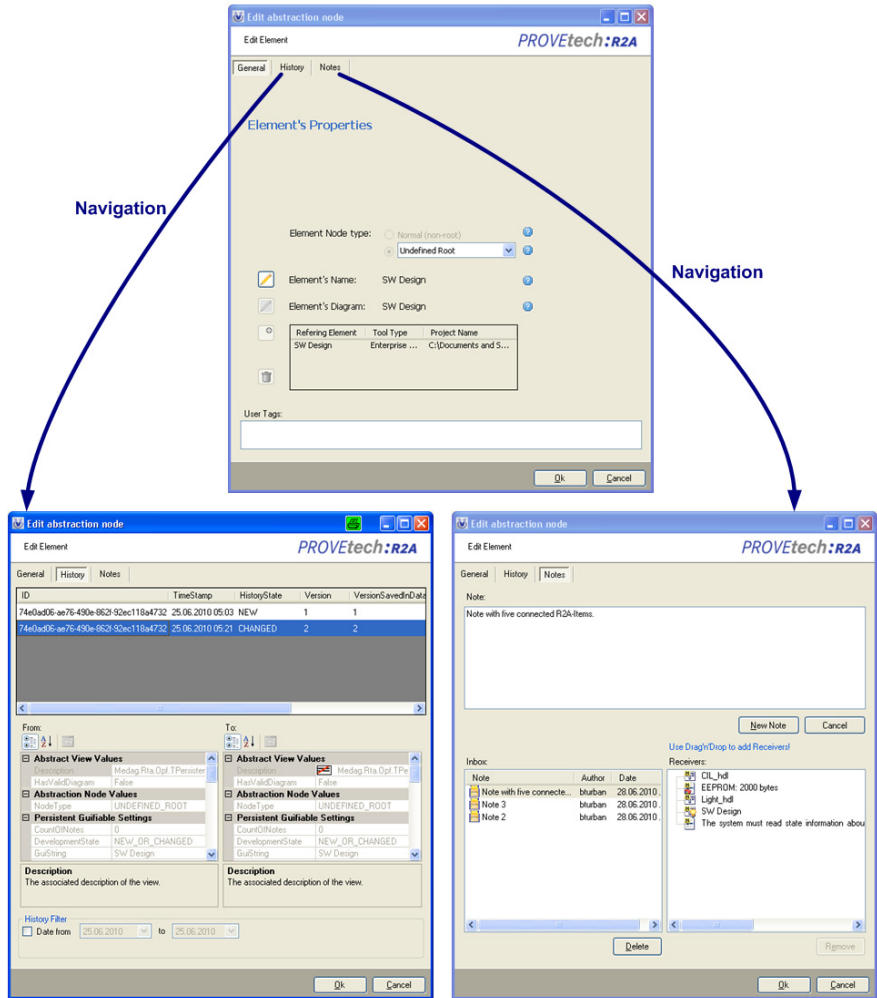 Edit abstraction node
Edit Element
PROVEtech:R2A
General History Notes
Element's Properties
Navigation
Element Node type:
Normal (non-root)
Undefined Root
Navigation
Element's Name: SW Design
Element's Diagram: SW Design
Refering Element Tool Type Project Name
SW Design Enterprise ... C:\Documents and S...
User Tags:
Ok Cancel
Edit abstraction node
Edit Element
PROVEtech:R2A
General History Notes
ID TimeStamp HistoryState Version VersionSavedInData
74e0ad06-ae76-490e-862f-92ec118a4732 25.06.2010 05:03 NEW 1 1
74e0ad06-ae76-490e-862f-92ec118a4732 25.06.2010 05:21 CHANGED 2 2
From:
Abstract View Values
Description Medag.Rta.Opf.TPersister
HasValidDiagram False
Abstraction Node Values
NodeType UNDEFINED_ROOT
Persistent Guifiable Settings
CountOfNotes 0
DevelopmentState NEW_OR_CHANGED
GuiString SW Design
Description
The associated description of the view.
To:
Abstract View Values
Description Medag.Rta.Opf.TPe
HasValidDiagram False
Abstraction Node Values
NodeType UNDEFINED_ROOT
Persistent Guifiable Settings
CountOfNotes 0
DevelopmentState NEW_OR_CHANGED
GuiString SW Design
Description
The associated description of the view.
History Filter
Date from 25.06.2010 to 25.06.2010
Ok Cancel
Edit abstraction node
Edit Element
PROVEtech:R2A
General History Notes
Note:
Note with five connected R2A-Items.
New Note Cancel
Use Drag'n'Drop to add Receivers!
Inbox:
Note Author Date
Note with five connecte... bturban 28.06.2010 .
Note 3 bturban 28.06.2010 .
Note 2 bturban 28.06.2010 .
Delete
Receivers:
CIL_hdl
EEPROM: 2000 bytes
Light_hdl
SW Design
The system must read state information abou
Remove
Ok Cancel